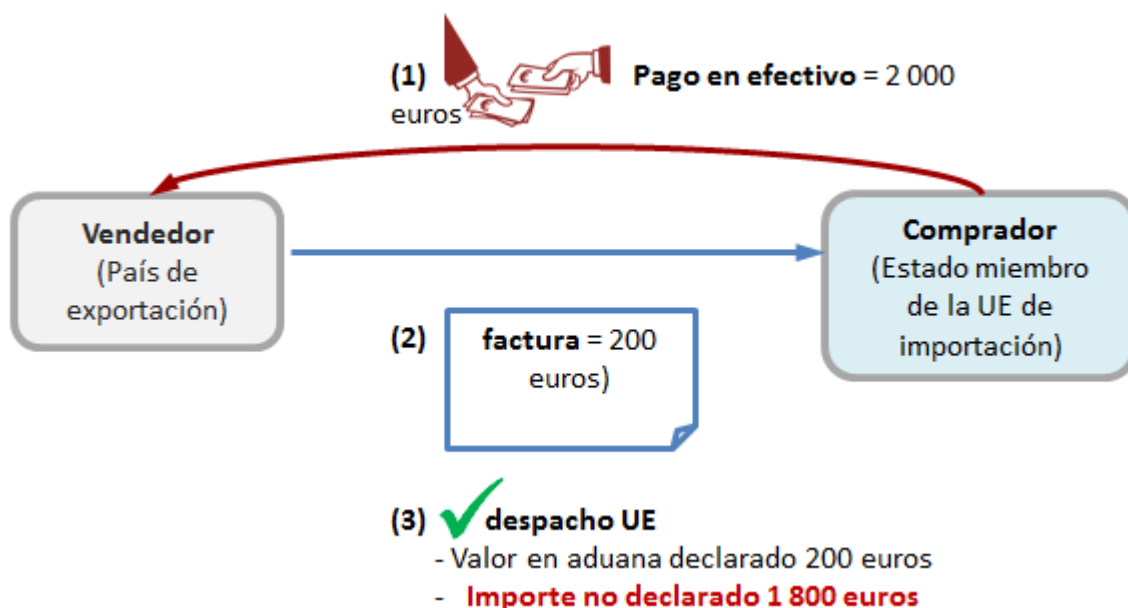 (1) Pago en efectivo = 2 000
euros
Vendedor
(País de
exportación)
Comprador
(Estado miembro
de la UE de
importación)
(2) factura = 200
euros)
(3) despacho UE
- Valor en aduana declarado 200 euros
- Importe no declarado 1 800 euros